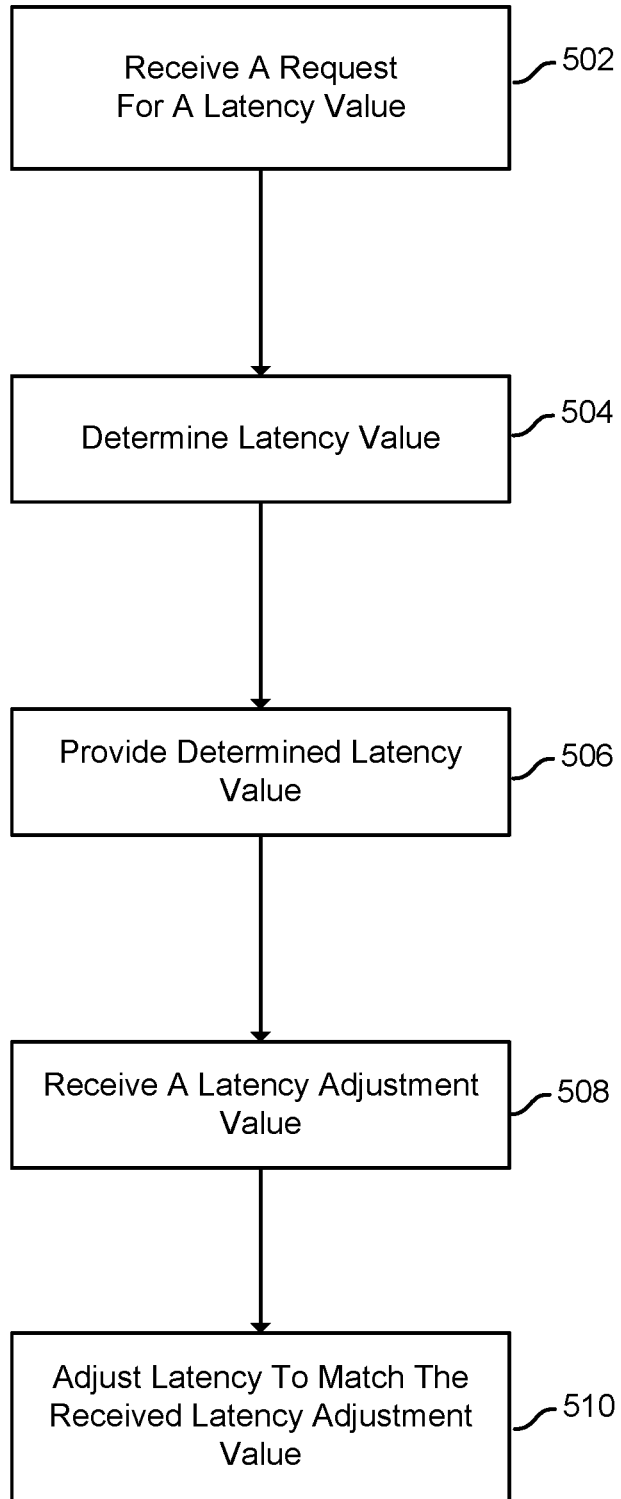 Receive A Request
For A Latency Value
502
Determine Latency Value
504
Provide Determined Latency
Value
506
Receive A Latency Adjustment
Value
508
Adjust Latency To Match The
Received Latency Adjustment
Value
510